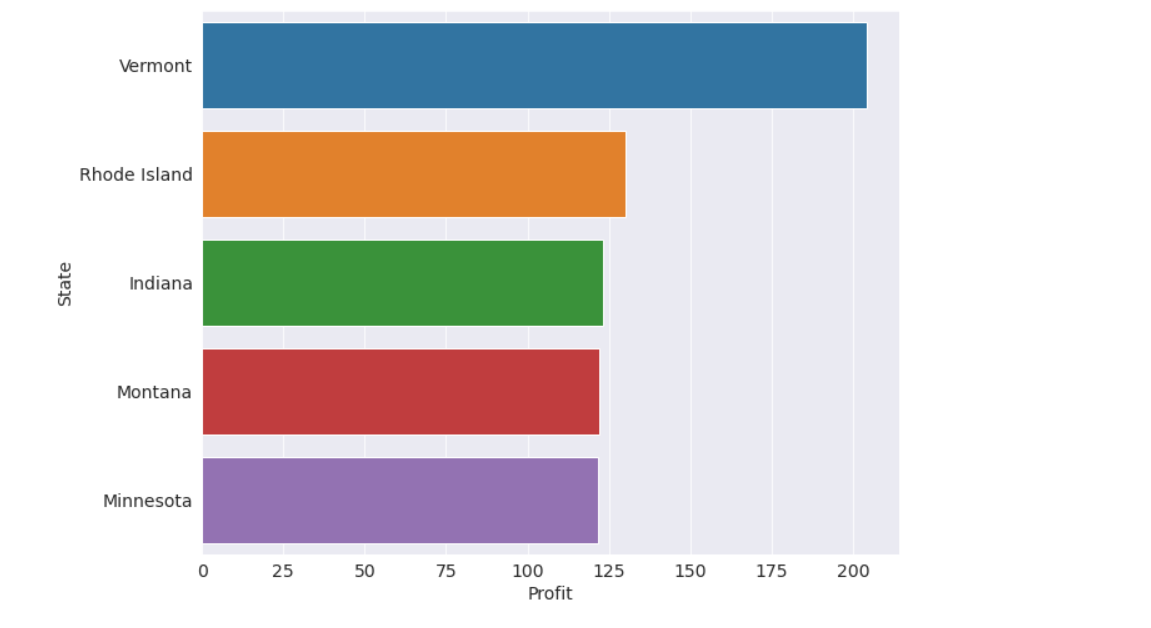 Vermont
Rhode Island
Indiana
Montana
Minnesota
State
0 25 50 75 100 125 150 175 200
Profit